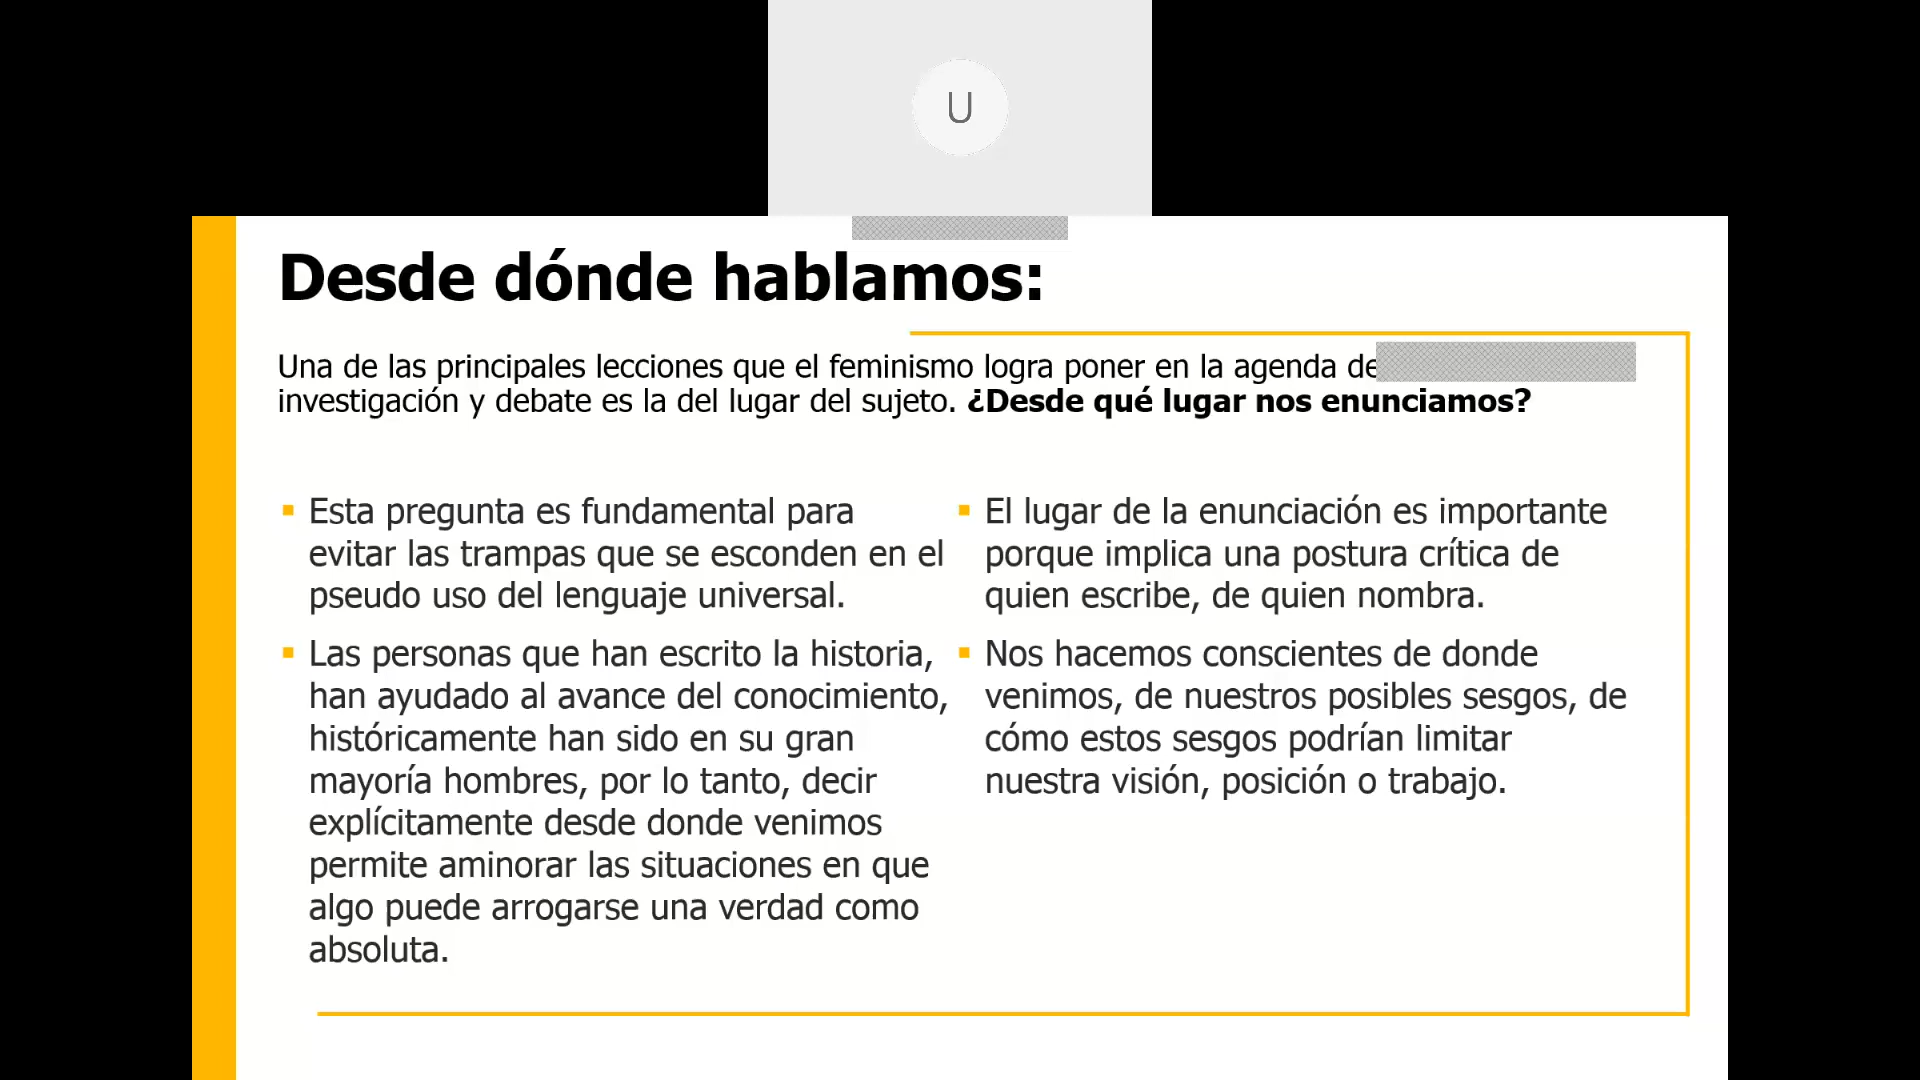 U
Desde dónde hablamos:
Una de las principales lecciones que el feminismo logra poner en la agenda de
investigación y debate es la del lugar del sujeto. ¿Desde qué lugar nos enunciamos?
Esta pregunta es fundamental para
evitar las trampas que se esconden en el
pseudo uso del lenguaje universal.
Las personas que han escrito la historia,
han ayudado al avance del conocimiento,
históricamente han sido en su gran
mayoría hombres, por lo tanto, decir
explícitamente desde donde venimos
permite aminorar las situaciones en que
algo puede arrogarse una verdad como
absoluta.
El lugar de la enunciación es importante
porque implica una postura crítica de
quien escribe, de quien nombra.
Nos hacemos conscientes de donde
venimos, de nuestros posibles sesgos, de
cómo estos sesgos podrían limitar
nuestra visión, posición o trabajo.